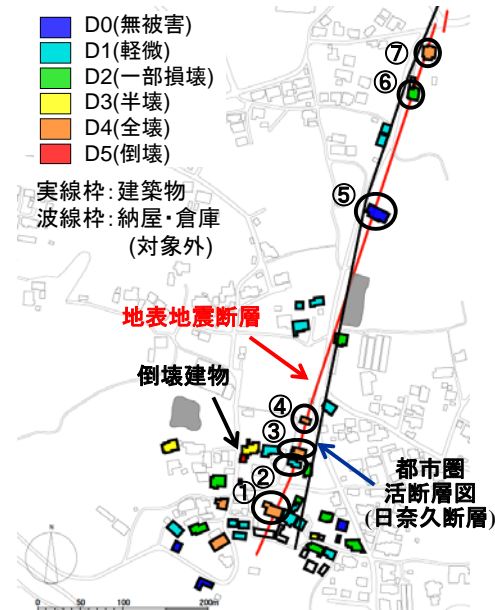 D0(無被害)
D1(軽微)
D2(一部損壊)
D3(半壊)
D4(全壊)
D5(倒壊)
実線枠:建築物
波線枠:納屋・倉庫
(対象外)
⑦
⑥
⑤
地表地震断層
倒壊建物
④
③
②
①
都市圏
活断層図
(日奈久断層)
N
0
100
200m